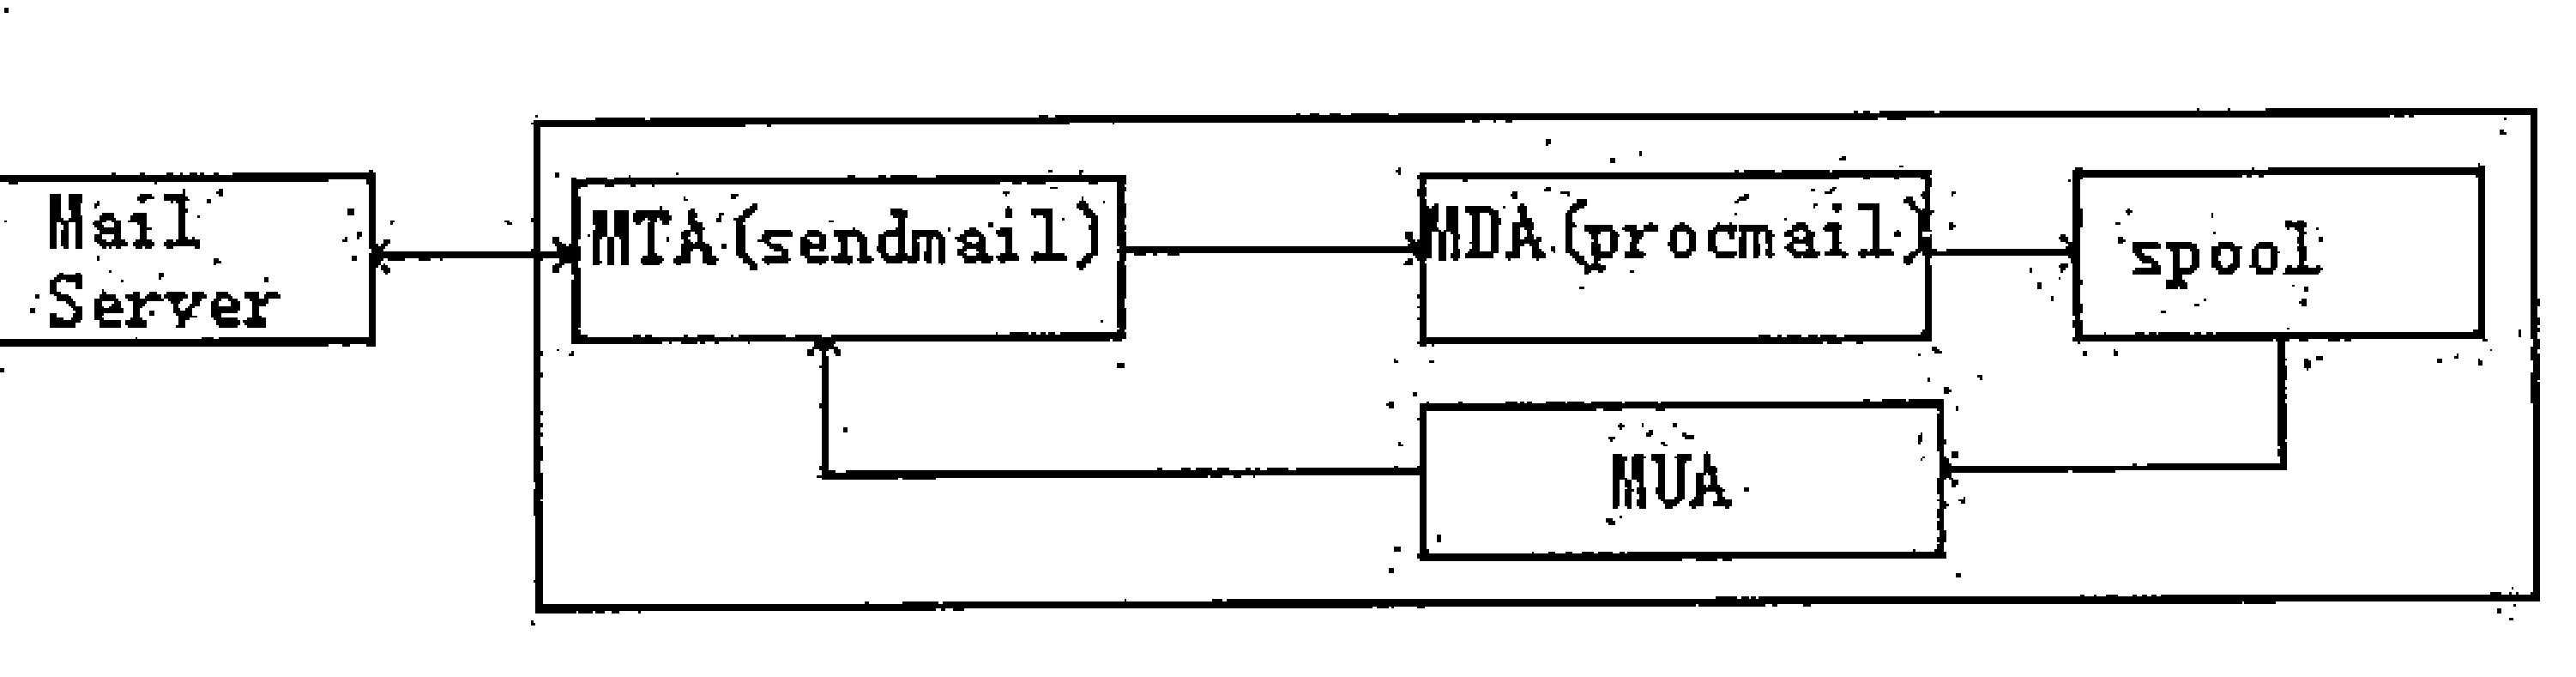 Mail
Server
MTA(sendmail)
MDA(procmail)
spool
MUA